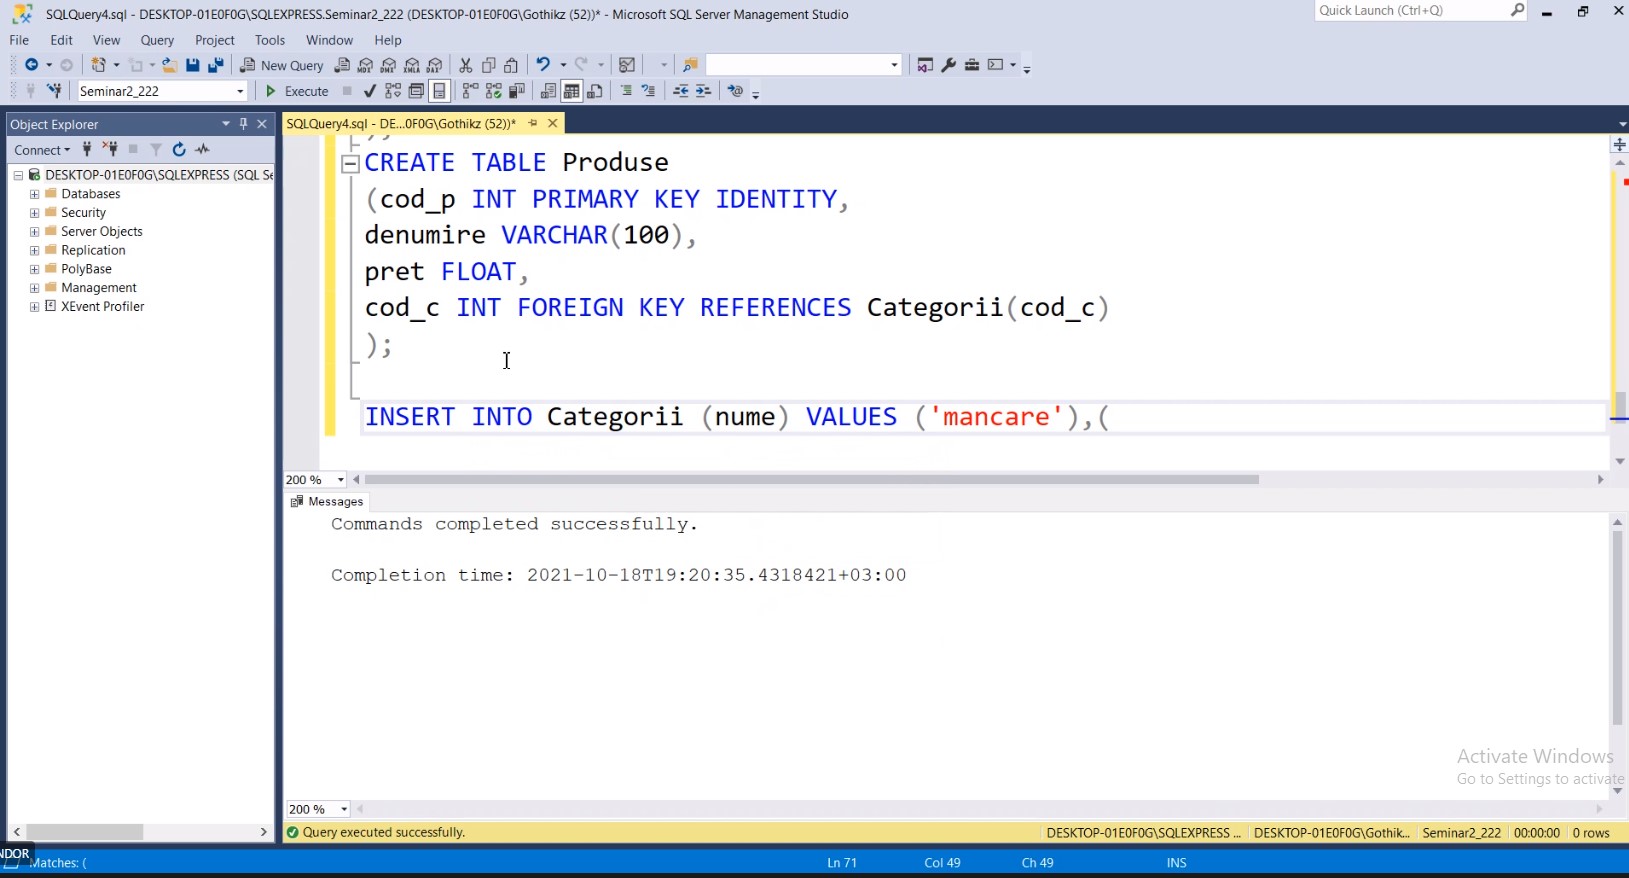 SQLQuery4.sql - DESKTOP-01E0F0G\SQLEXPRESS.Seminar2_222 (DESKTOP-01E0F0G\Gothikz (52))* - Microsoft SQL Server Management Studio
Quick Launch (Ctrl+Q)
File Edit View Query Project Tools Window Help
New Query MDX DMX XMLA DAX
Seminar2_222 Execute
Object Explorer
SQLQuery4.sql - DE...0F0G\Gothikz (52))*
Connect
DESKTOP-01E0F0G\SQLEXPRESS (SQL Se
Databases
Security
Server Objects
Replication
PolyBase
Management
XEvent Profiler
);
CREATE TABLE Produse
(cod_p INT PRIMARY KEY IDENTITY,
denumire VARCHAR(100),
pret FLOAT,
cod_c INT FOREIGN KEY REFERENCES Categorii(cod_c)
);
INSERT INTO Categorii (nume) VALUES ('mancare'),(
200 %
Messages
Commands completed successfully.
Completion time: 2021-10-18T19:20:35.4318421+03:00
Activate Windows
Go to Settings to activate
200 %
Query executed successfully.
DESKTOP-01E0F0G\SQLEXPRESS ... DESKTOP-01E0F0G\Gothik... Seminar2_222 00:00:00 0 rows
NDOR
Matches: ( Ln 71 Col 49 Ch 49 INS